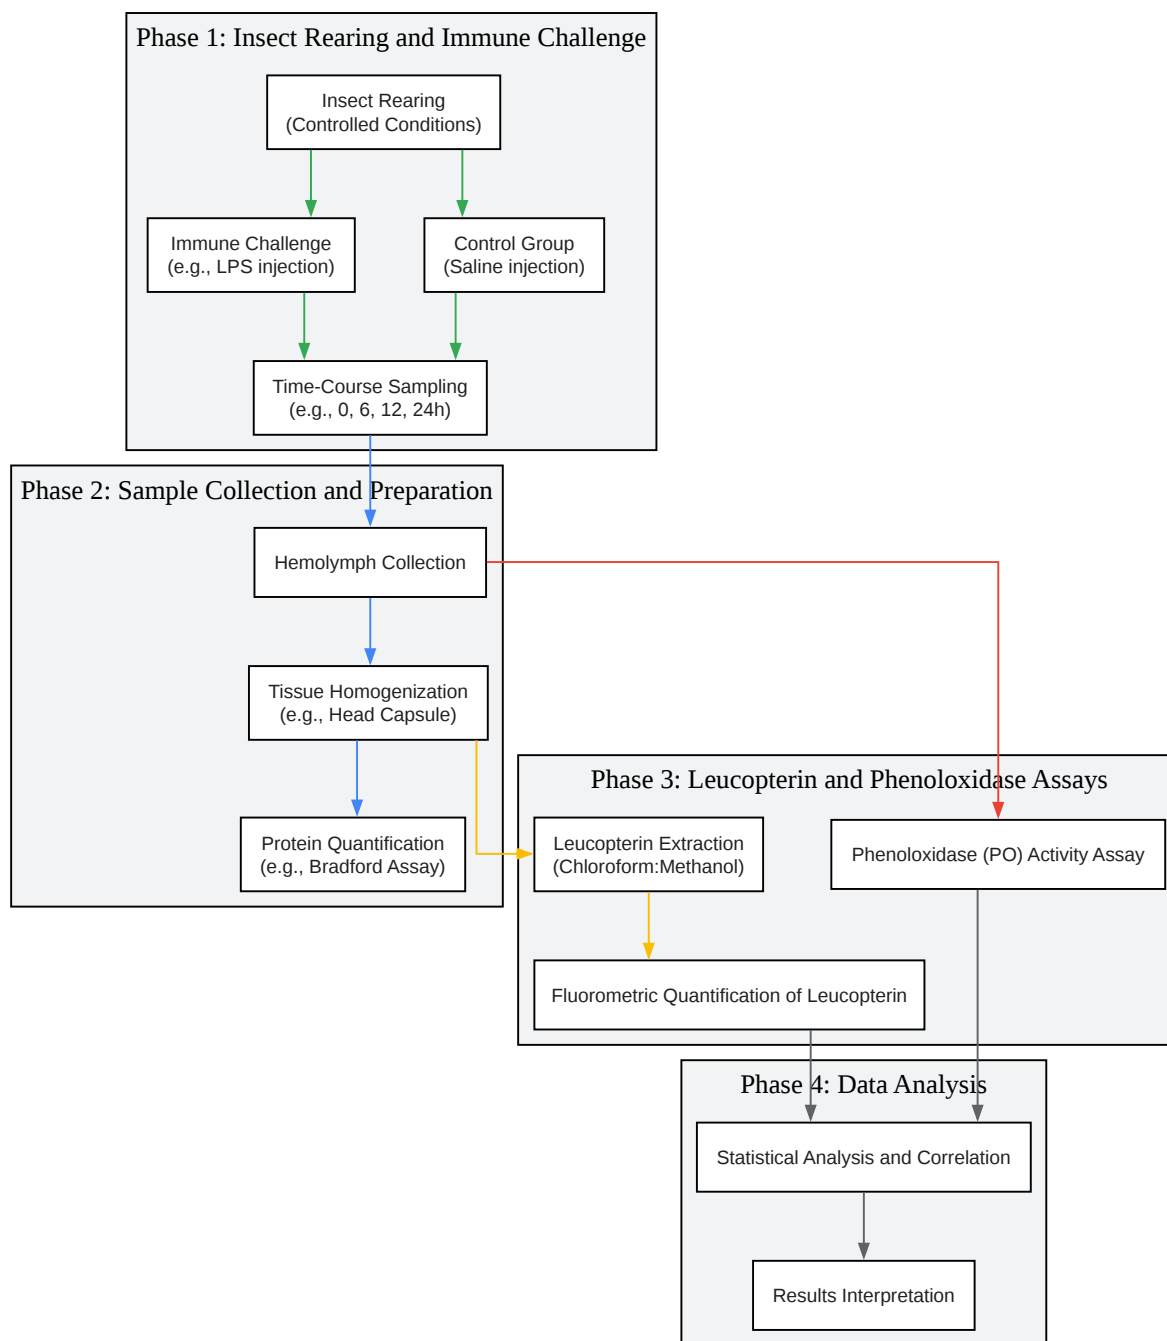 Phase 1: Insect Rearing and Immune Challenge
Insect Rearing
(Controlled Conditions)
Immune Challenge
(e.g., LPS injection)
Control Group
(Saline injection)
Time-Course Sampling
(e.g., 0, 6, 12, 24h)
Phase 2: Sample Collection and Preparation
Hemolymph Collection
Tissue Homogenization
(e.g., Head Capsule)
Protein Quantification
(e.g., Bradford Assay)
Phase 3: Leucopterin and Phenoloxidase Assays
Leucopterin Extraction
(Chloroform:Methanol)
Phenoloxidase (PO) Activity Assay
Fluorometric Quantification of Leucopterin
Phase 4: Data Analysis
Statistical Analysis and Correlation
Results Interpretation